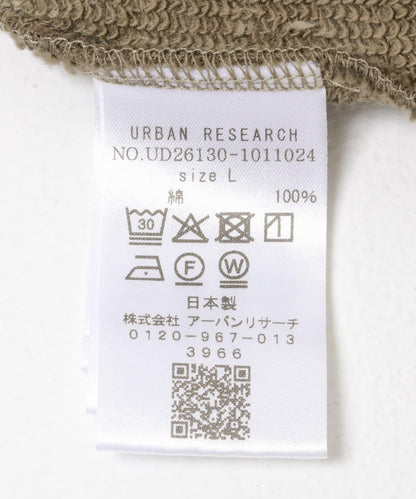 URBAN RESEARCH
NO.UD26130-1011024
size L
綿 100%
30
F W
日本製
株式会社 アーバンリサーチ
0120-967-013
3966